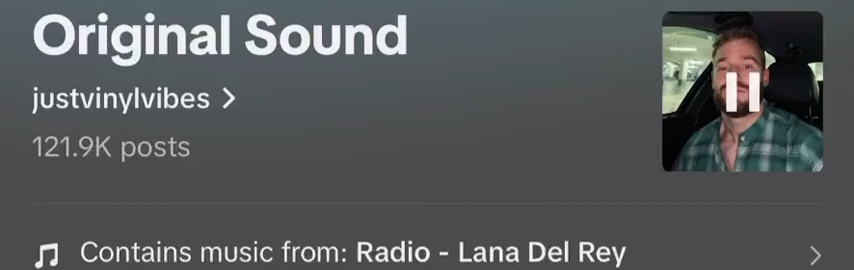 Original Sound
justvinylvibes
121.9K posts
Contains music from: Radio - Lana Del Rey